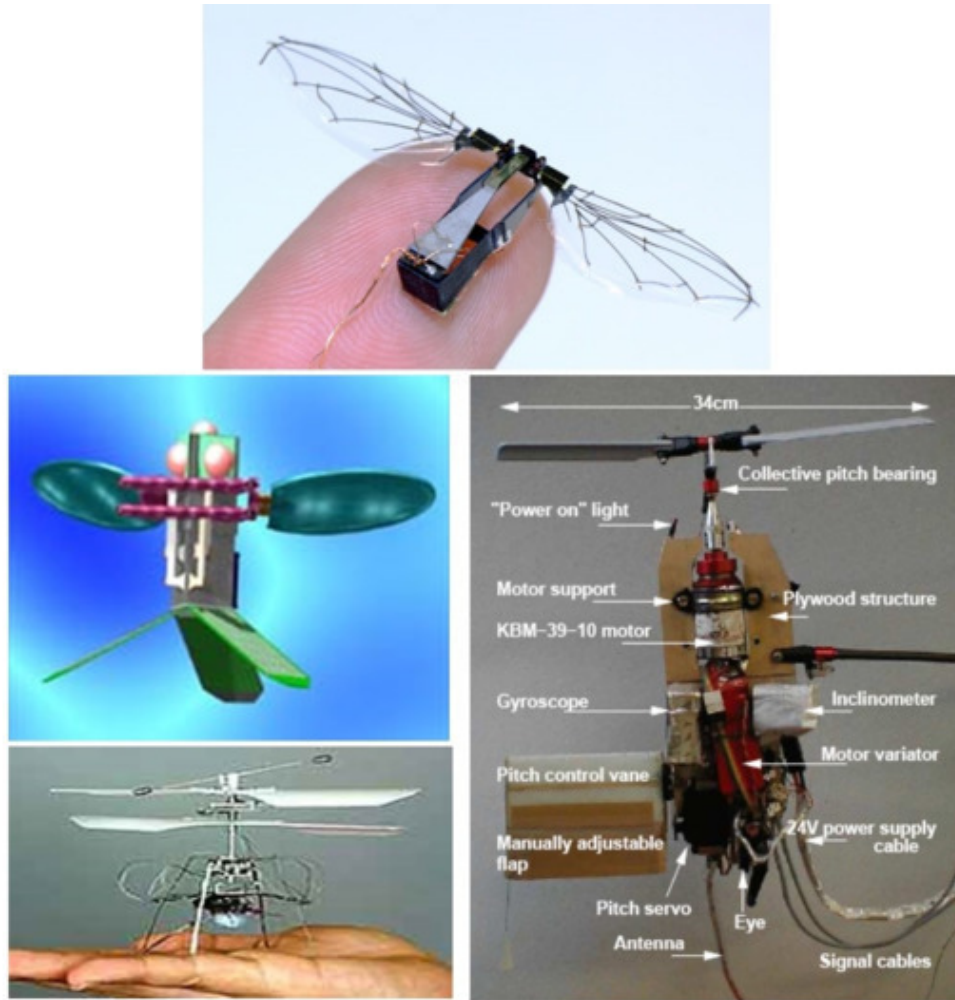 34cm
Collective pitch bearing
"Power on" light
Motor support
Plywood structure
KBM-39-10 motor
Gyroscope
Inclinometer
Motor variator
Pitch control vane
24V power supply
cable
Manually adjustable
flap
Pitch servo
Eye
Antenna
Signal cables